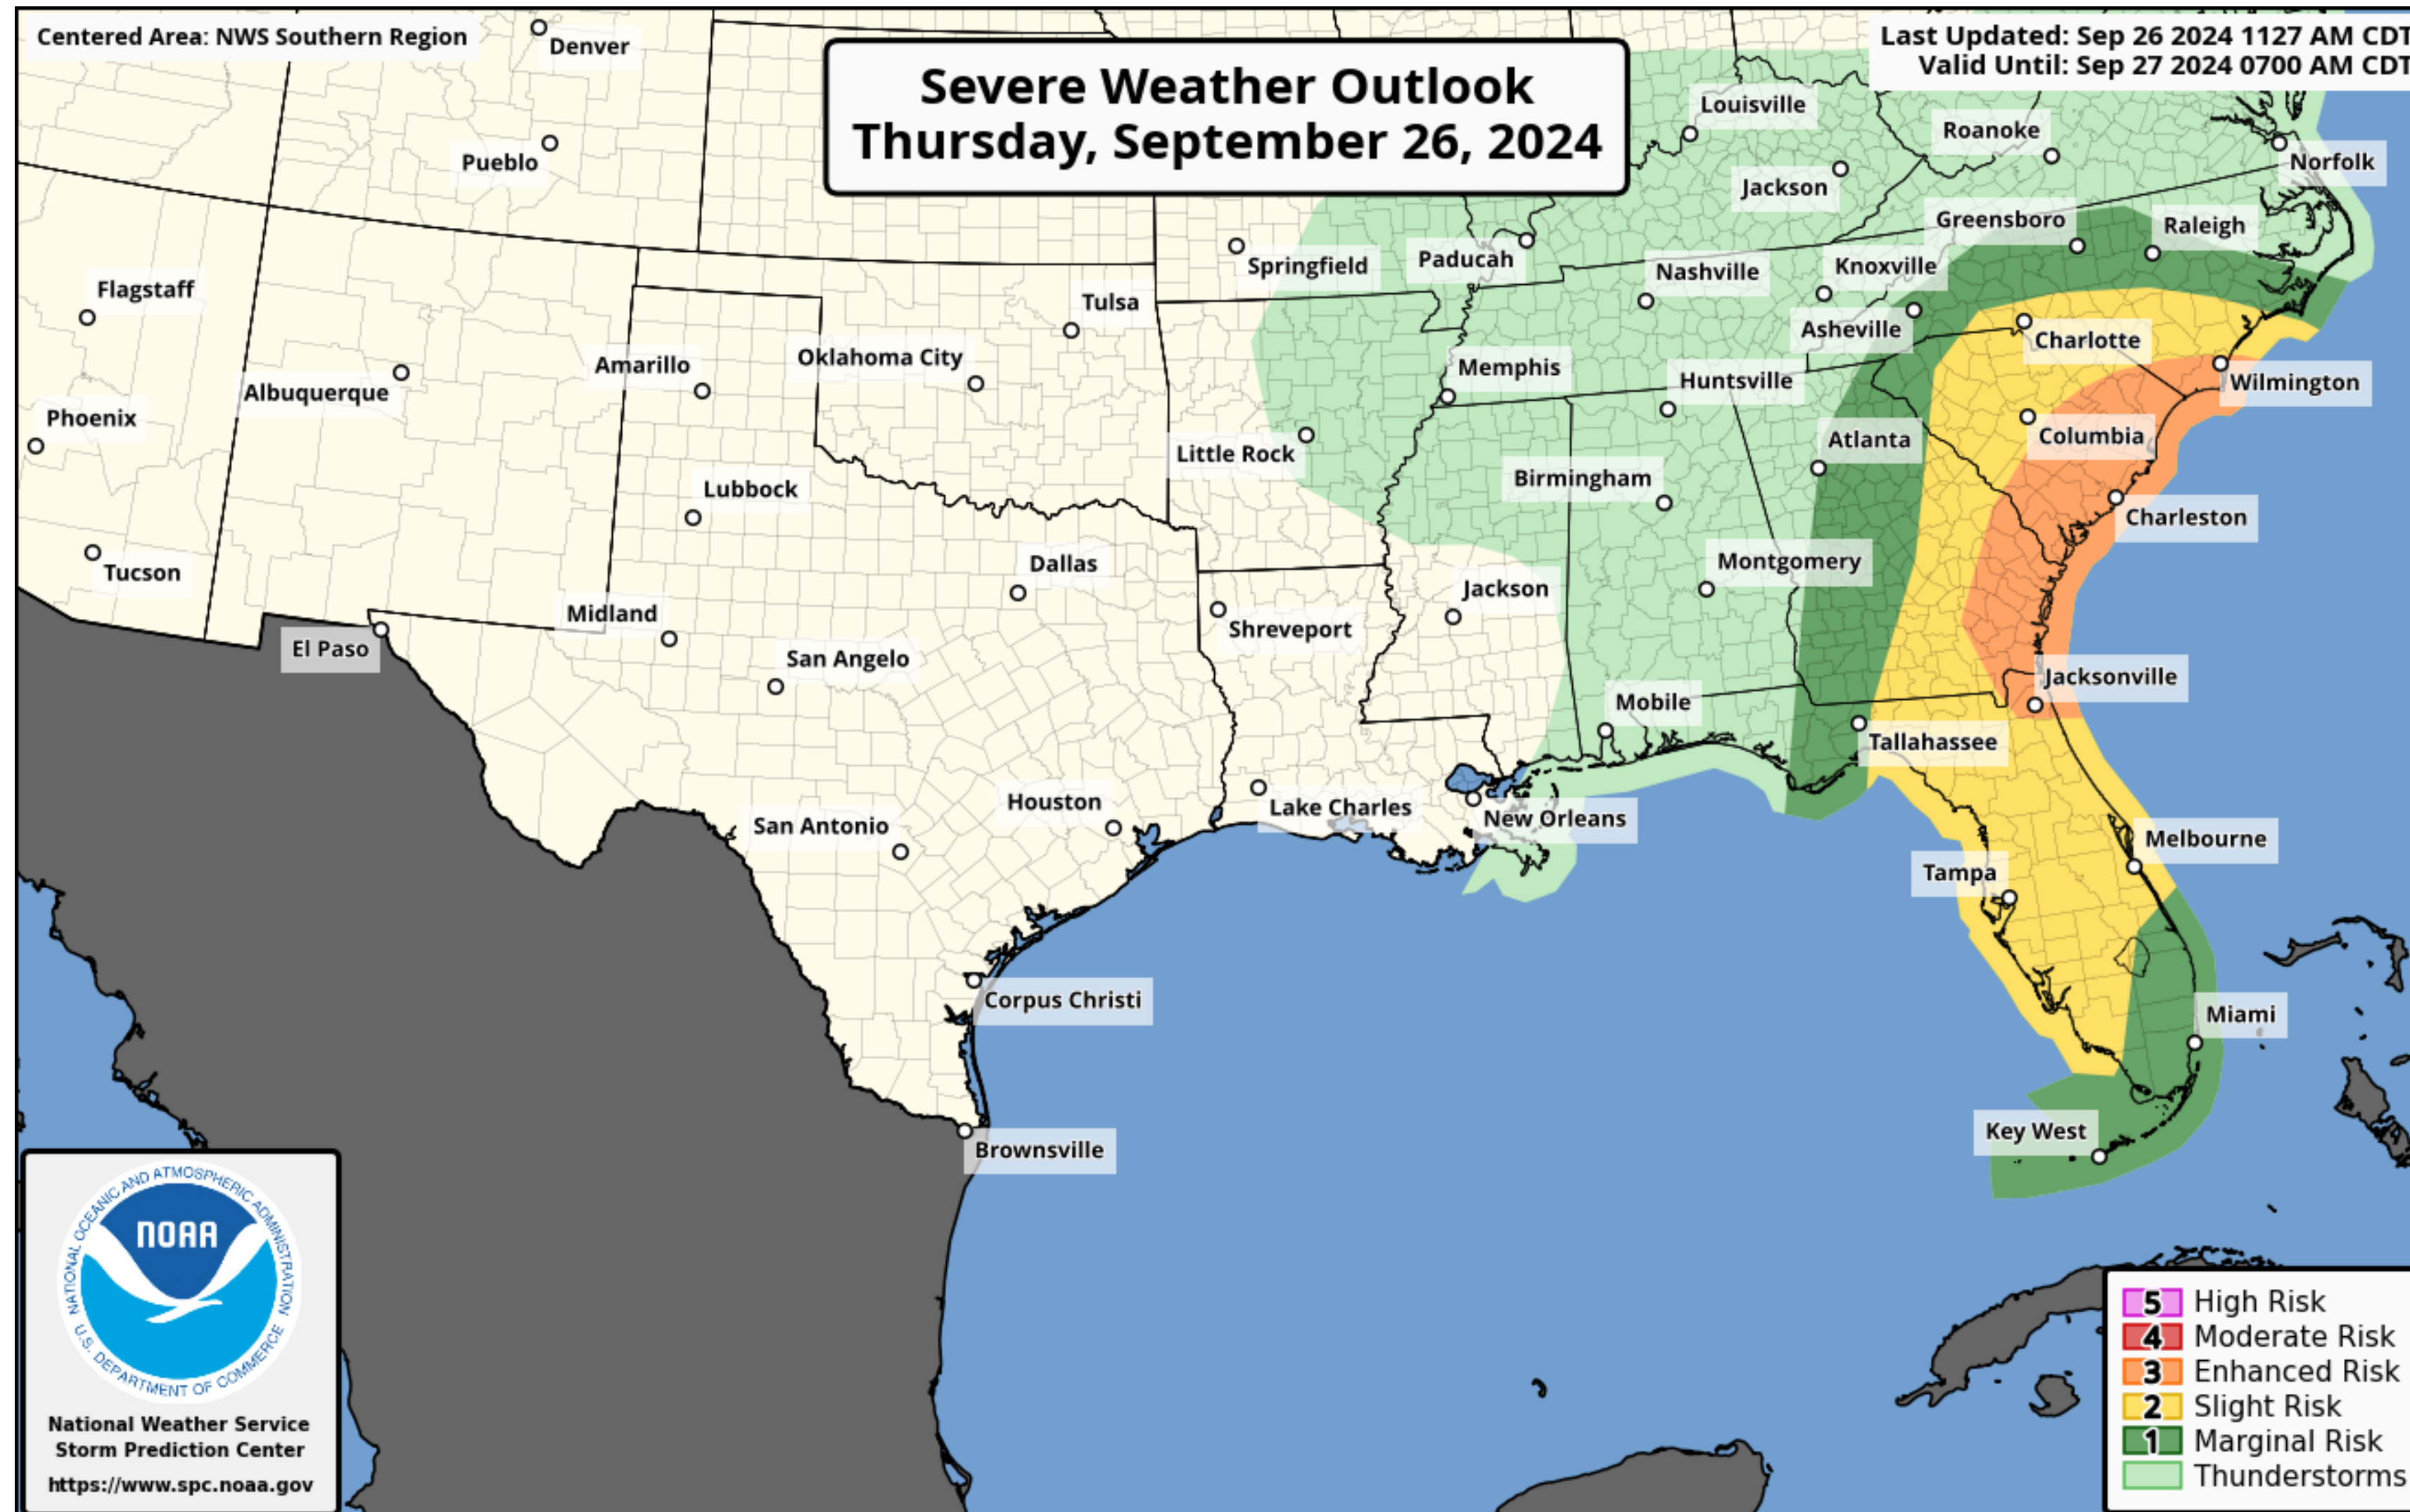 Centered Area: NWS Southern Region
Last Updated: Sep 26 2024 1127 AM CDT
Valid Until: Sep 27 2024 0700 AM CDT
Severe Weather Outlook
Thursday, September 26, 2024
Denver
Pueblo
Louisville
Roanoke
Norfolk
Jackson
Greensboro
Raleigh
Springfield
Paducah
Nashville
Knoxville
Flagstaff
Tulsa
Asheville
Charlotte
Amarillo
Oklahoma City
Memphis
Huntsville
Wilmington
Albuquerque
Phoenix
Little Rock
Atlanta
Columbia
Lubbock
Birmingham
Charleston
Tucson
Dallas
Montgomery
Jackson
Midland
Shreveport
El Paso
San Angelo
Jacksonville
Mobile
Tallahassee
Houston
Lake Charles
New Orleans
San Antonio
Melbourne
Tampa
Corpus Christi
Miami
Key West
Brownsville
NATIONAL OCEANIC AND ATMOSPHERIC ADMINISTRATION
NOAA
U.S. DEPARTMENT OF COMMERCE
National Weather Service
Storm Prediction Center
https://www.spc.noaa.gov
5 High Risk
4 Moderate Risk
3 Enhanced Risk
2 Slight Risk
1 Marginal Risk
Thunderstorms